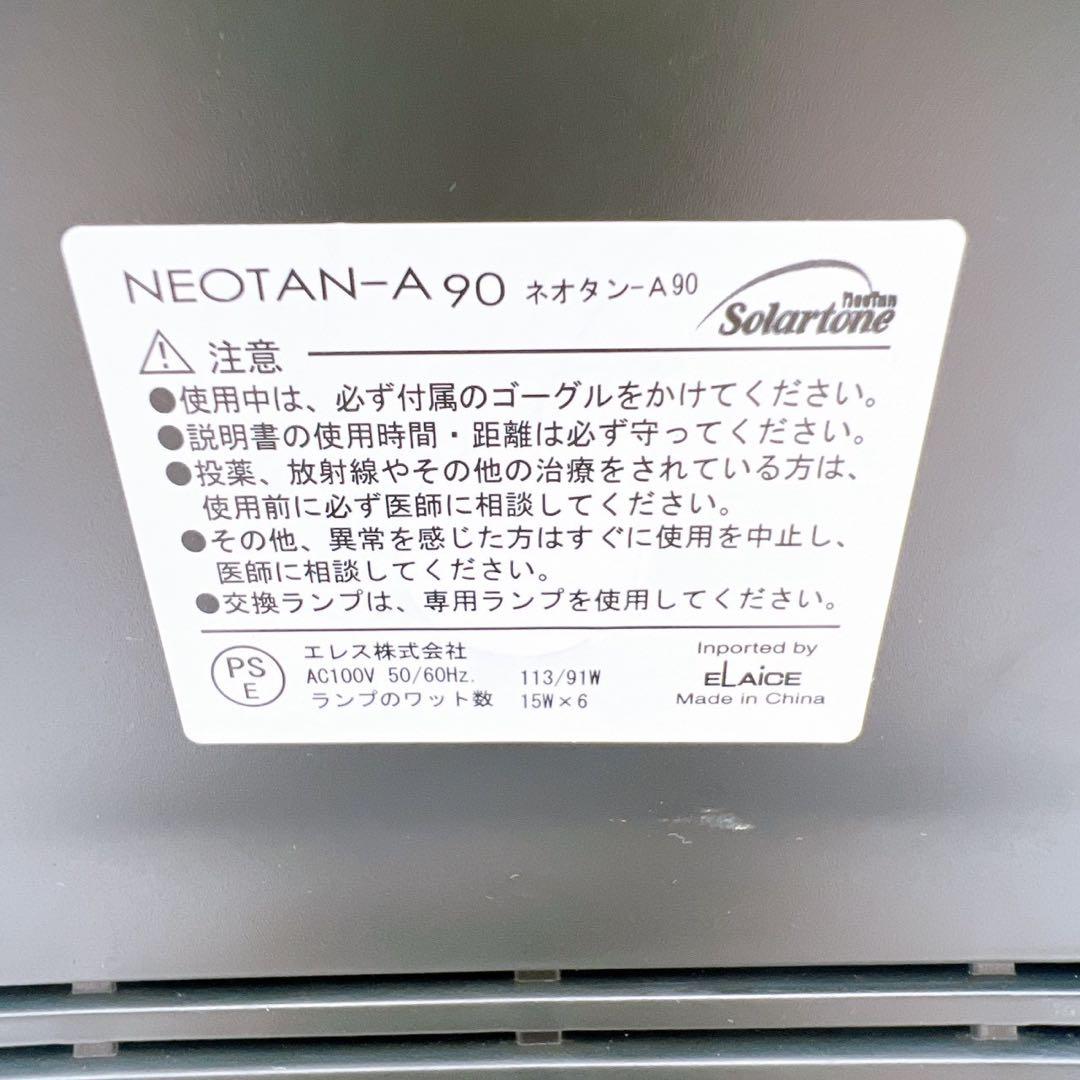 NEOTAN-A 90 ネオタン-A90
NeoTan
Solartone
注意
●使用中は、必ず付属のゴーグルをかけてください。
●説明書の使用時間・距離は必ず守ってください。
●投薬、放射線やその他の治療をされている方は、
使用前に必ず医師に相談してください。
●その他、異常を感じた方はすぐに使用を中止し、
医師に相談してください。
●交換ランプは、専用ランプを使用してください。
PS
E
エレス株式会社
AC100V 50/60Hz. 113/91W
ランプのワット数 15W×6
Inported by
ELAiCE
Made in China